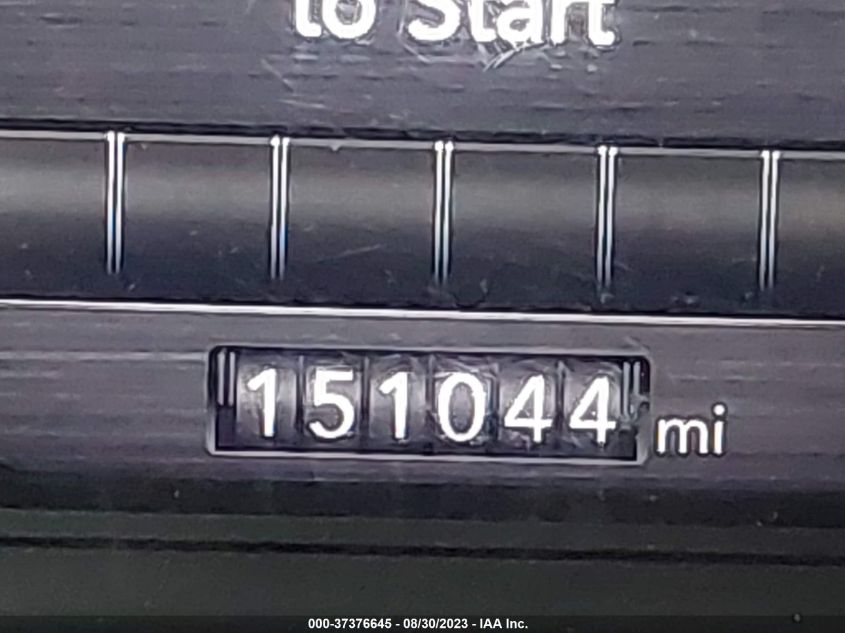 to Start
151044 mi
000-37376645 - 08/30/2023 - IAA Inc.